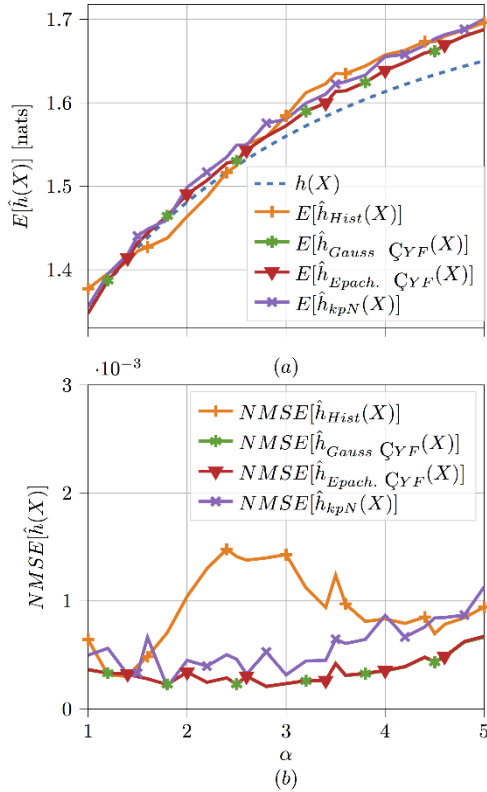 1.7
1.6
1.5
1.4
E[ĥ(X)] [nats]
h(X)
E[ĥ_Hist(X)]
E[ĥ_Gauss ÇYF(X)]
E[ĥ_Epach. ÇYF(X)]
E[ĥ_kpN(X)]
(a)
·10⁻³
3
2
1
0
NMSE[ĥ(X)]
NMSE[ĥ_Hist(X)]
NMSE[ĥ_Gauss ÇYF(X)]
NMSE[ĥ_Epach. ÇYF(X)]
NMSE[ĥ_kpN(X)]
1 2 3 4 5
α
(b)